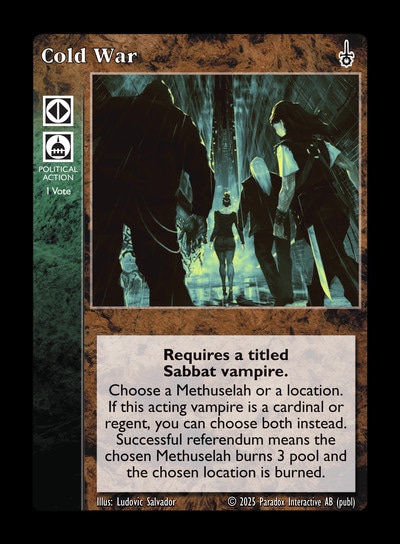 Cold War
POLITICAL
ACTION
1 Vote
Requires a titled
Sabbat vampire.
Choose a Methuselah or a location.
If this acting vampire is a cardinal or
regent, you can choose both instead.
Successful referendum means the
chosen Methuselah burns 3 pool and
the chosen location is burned.
Illus: Ludovic Salvador © 2025 Paradox Interactive AB (publ)